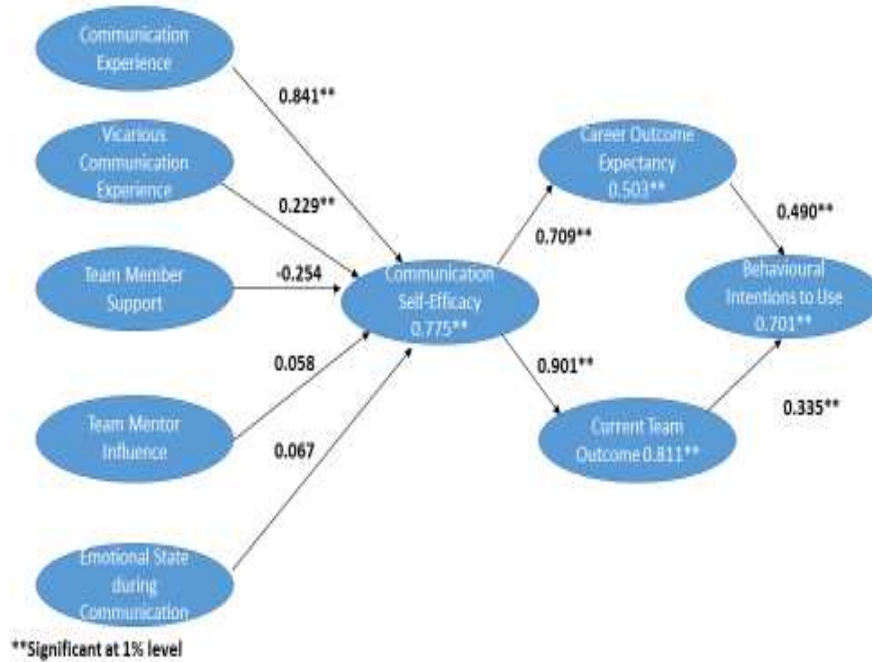 Communication
Experience
0.841**
Vicarious
Communication
Experience
0.229**
Team Member
Support
-0.254
Team Mentor
Influence
0.058
Emotional State
during
Communication
0.067
Communication
Self-Efficacy
0.775**
Career Outcome
Expectancy
0.503**
0.709**
0.490**
Behavioural
Intentions to Use
0.701**
0.901**
Current Team
Outcome 0.811**
0.335**
**Significant at 1% level